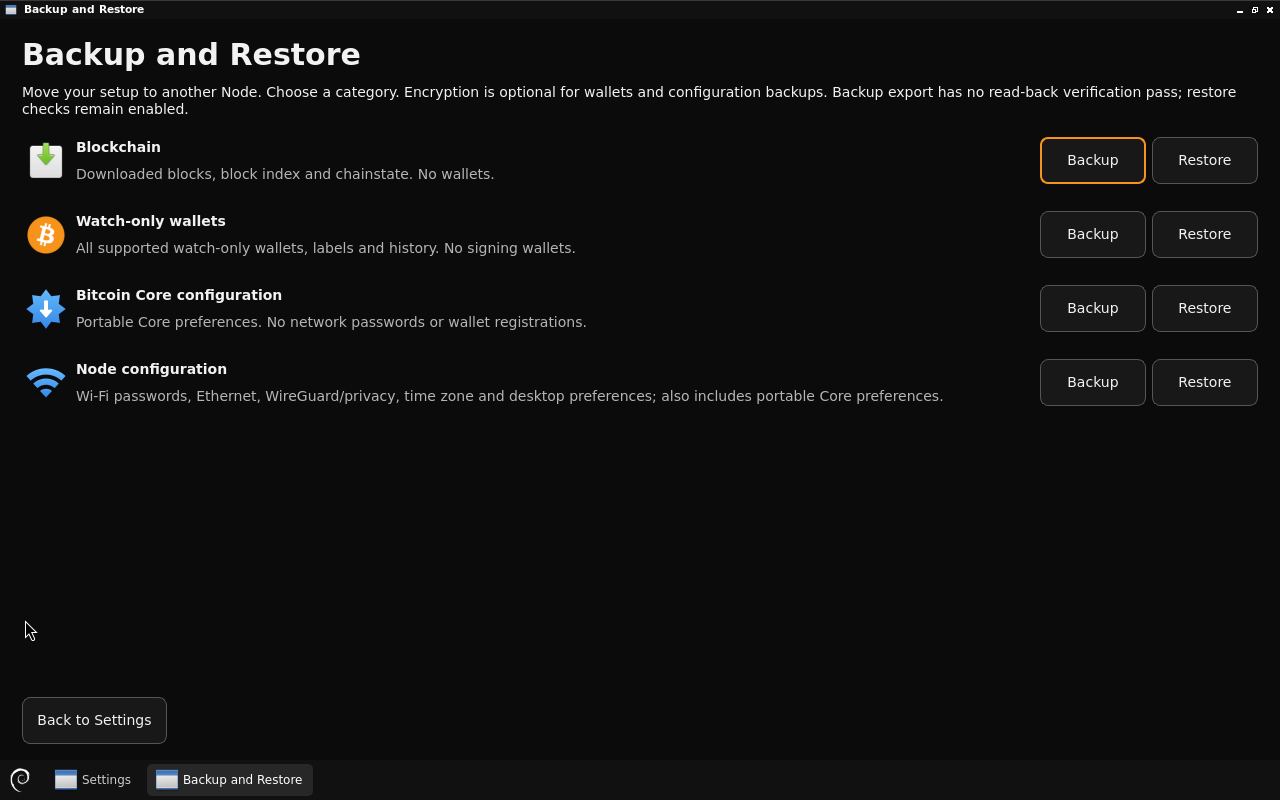 Backup and Restore
Backup and Restore
Move your setup to another Node. Choose a category. Encryption is optional for wallets and configuration backups. Backup export has no read-back verification pass; restore
checks remain enabled.
Blockchain
Downloaded blocks, block index and chainstate. No wallets.
Backup
Restore
Watch-only wallets
All supported watch-only wallets, labels and history. No signing wallets.
Backup
Restore
Bitcoin Core configuration
Portable Core preferences. No network passwords or wallet registrations.
Backup
Restore
Node configuration
Wi-Fi passwords, Ethernet, WireGuard/privacy, time zone and desktop preferences; also includes portable Core preferences.
Backup
Restore
Back to Settings
Settings
Backup and Restore